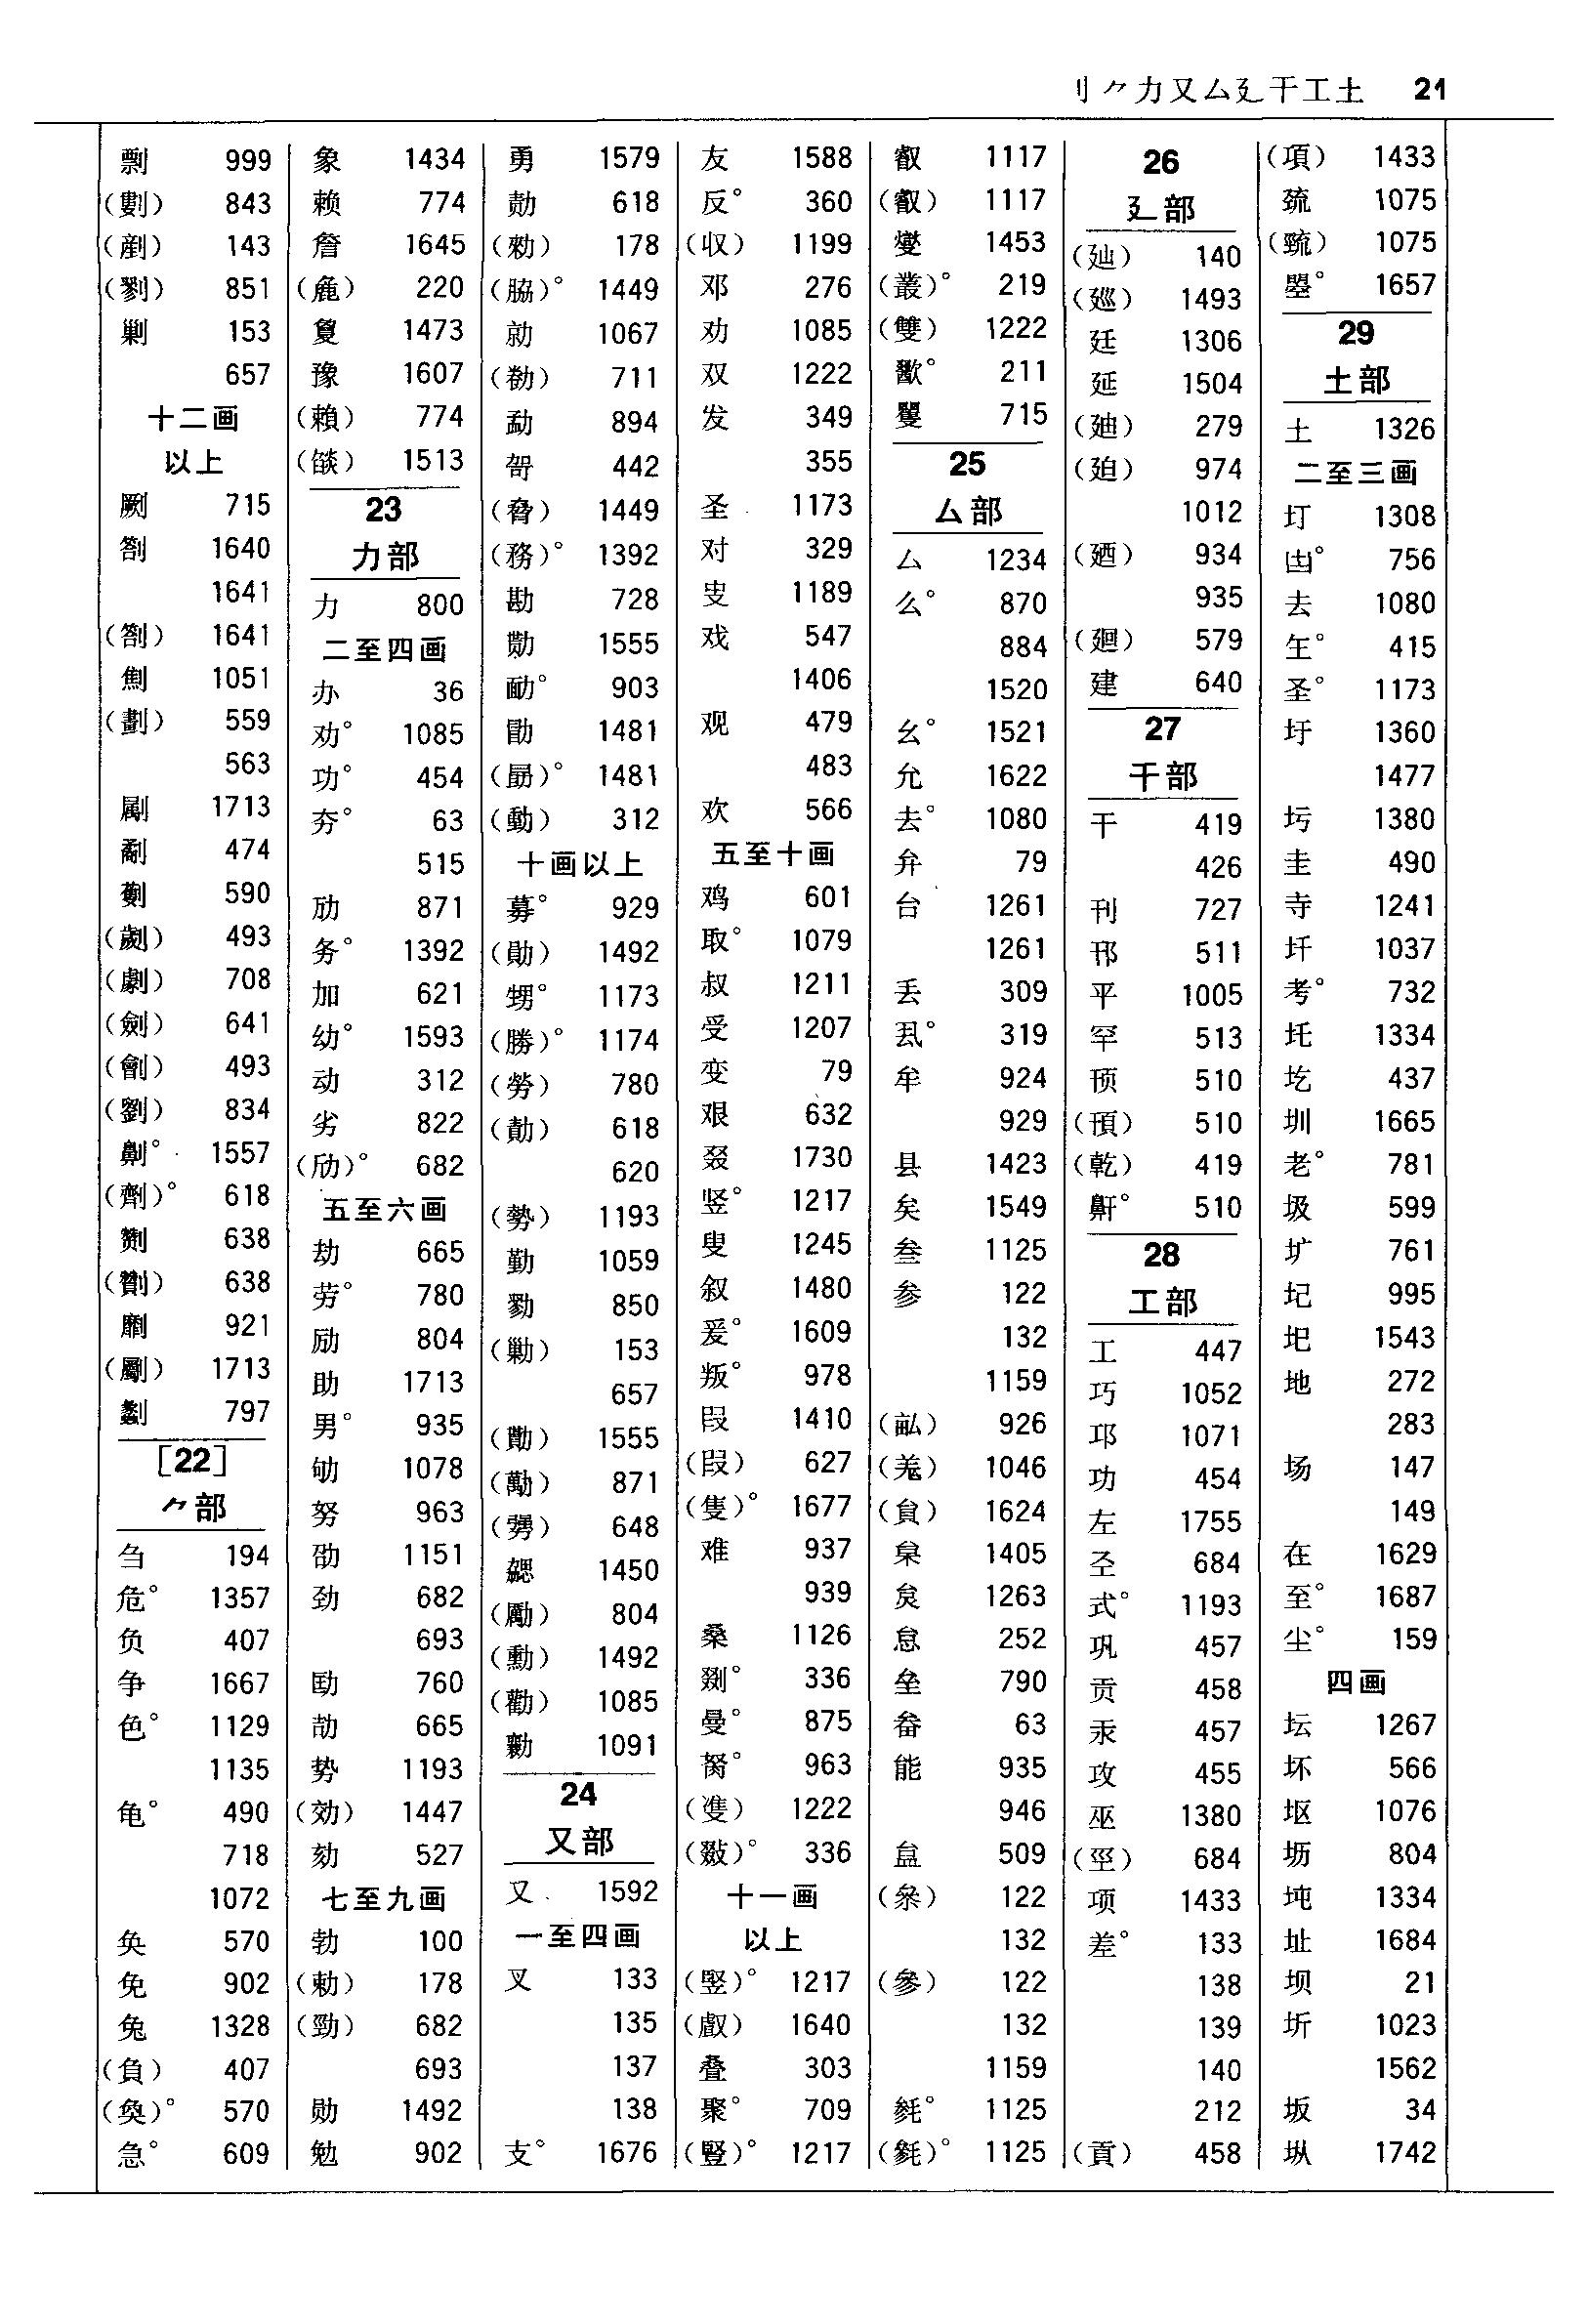 刂⺈力又厶廴干工土 21
剽 999
(劃) 843
143
(劉) 851
剿 153
657
十二画
以上
劂 715
劄 1640
1641
(劄) 1641
劁 1051
(劃) 559
563
劚 1713
劀 474
590
(劌) 493
(劇) 708
(劍) 641
(劊) 493
(劉) 834
劓° 1557
(劑)° 618
638
638
劘 921
(劚) 1713
劙 797
[22]
⺈部
刍 194
危° 1357
负 407
争 1667
色° 1129
1135
龟° 490
718
1072
奂 570
免 902
兔 1328
(負) 407
(奐)° 570
急° 609
象 1434
赖 774
詹 1645
(麁) 220
敻 1473
豫 1607
(賴) 774
1513
23
力部
力 800
二至四画
办 36
劝° 1085
功° 454
夯° 63
515
劢 871
务° 1392
加 621
幼° 1593
动 312
劣 822
(劤)° 682
五至六画
劫 665
劳° 780
励 804
助 1713
男° 935
劬 1078
努 963
劭 1151
劲 682
693
劻 760
劼 665
势 1193
(効) 1447
劾 527
七至九画
勃 100
(勅) 178
(勁) 682
693
勋 1492
勉 902
勇 1579
勣 618
(勑) 178
(脇)° 1449
勍 1067
(勌) 711
勐 894
哿 442
(脅) 1449
(務)° 1392
勘 728
勚 1555
勔° 903
勖 1481
(勗)° 1481
(動) 312
十画以上
募° 929
(勛) 1492
甥° 1173
(勝)° 1174
(勞) 780
(勣) 618
620
(勢) 1193
勤 1059
勠 850
(勦) 153
657
(勩) 1555
(勱) 871
(勥) 648
勰 1450
(勵) 804
(勳) 1492
(勸) 1085
勷 1091
24
又部
又 1592
一至四画
叉 133
135
137
138
支° 1676
友 1588
反° 360
(収) 1199
邓 276
劝 1085
双 1222
发 349
355
圣 1173
对 329
1189
戏 547
1406
观 479
483
欢 566
五至十画
鸡 601
取° 1079
叔 1211
受 1207
变 79
艰 632
叕 1730
竖° 1217
叟 1245
叙 1480
爰° 1609
叛° 978
叚 1410
(叚) 627
(隻)° 1677
难 937
939
桑 1126
剟° 336
曼° 875
胬° 963
(隻) 1222
(敠)° 336
十一画
以上
(竪)° 1217
(叡) 1640
叠 303
聚° 709
(豎)° 1217
叡 1117
(叡) 1117
燮 1453
(叢)° 219
(雙) 1222
歠° 211
矍 715
25
厶部
厶 1234
么° 870
884
1520
幺° 1521
允 1622
去° 1080
弁 79
台 1261
1261
丢 309
319
牟 924
929
县 1423
矣 1549
叁 1125
参 122
132
1159
(畝) 926
(羗) 1046
(貟) 1624
枲 1405
炱 1263
怠 252
垒 790
畚 63
能 935
946
盍 509
(叅) 122
132
(參) 122
132
1159
毵° 1125
(毿)° 1125
26
廴部
140
(廵) 1493
廷 1306
延 1504
(廸) 279
(廹) 974
1012
(廼) 934
935
(廻) 579
建 640
27
干部
干 419
426
刊 727
邗 511
平 1005
罕 513
顸 510
(頇) 510
(乾) 419
鼾° 510
28
工部
工 447
巧 1052
邛 1071
功 454
左 1755
巠 684
式° 1193
巩 457
贡 458
汞 457
攻 455
巫 1380
(巠) 684
项 1433
差° 133
138
139
140
212
(貢) 458
(項) 1433
巯 1075
(巰) 1075
曌° 1657
29
土部
土 1326
二至三画
圢 1308
凷° 756
去 1080
415
圣° 1173
圩 1360
1477
圬 1380
圭 490
寺 1241
圲 1037
考° 732
圫 1334
圪 437
圳 1665
老° 781
圾 599
圹 761
圮 995
圯 1543
地 272
283
场 147
149
在 1629
至° 1687
尘° 159
四画
坛 1267
坏 566
坥 1076
坜 804
坉 1334
址 1684
坝 21
圻 1023
1562
坂 34
纵 1742